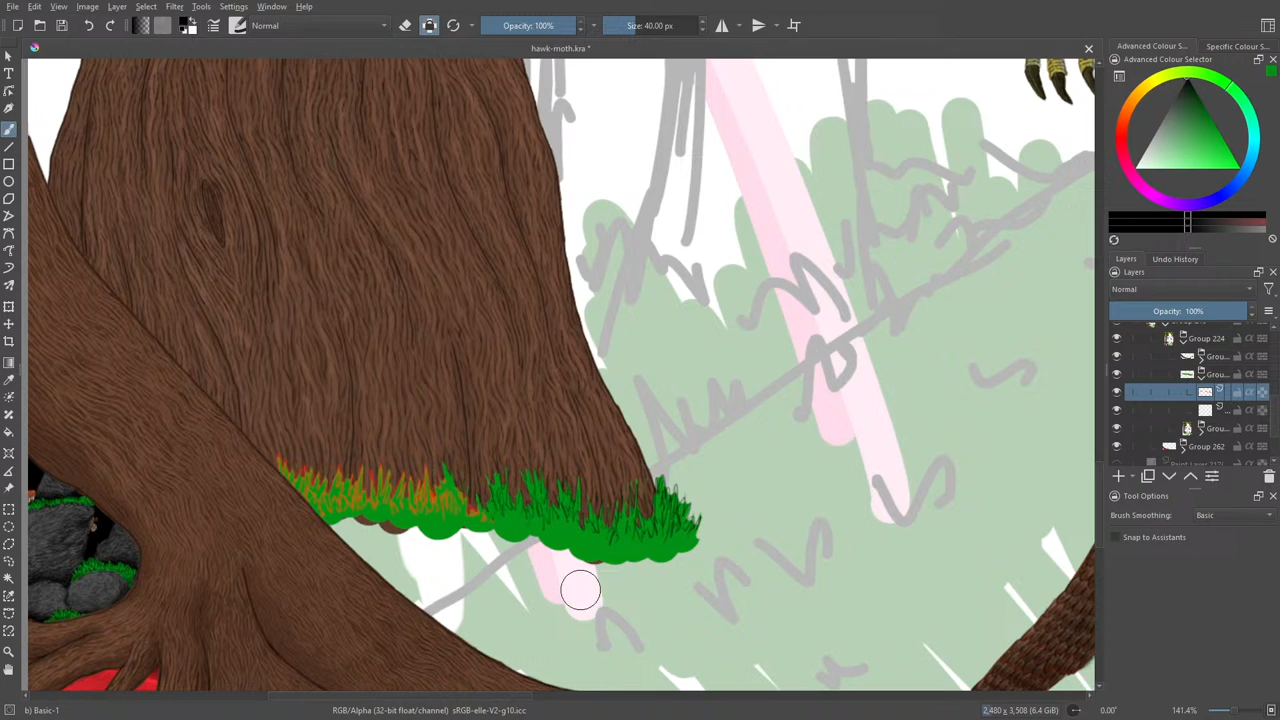 File Edit View Image Layer Select Filter Tools Settings Window Help
Normal
Opacity: 100%
Size: 40.00 px
hawk-moth.kra *
Advanced Colour S...
Specific Colour S...
Advanced Colour Selector
Layers
Undo History
Layers
Normal
Opacity: 100%
Group 224
Grou...
Grou...
...
Grou...
Group 262
Tool Options
Brush Smoothing: Basic
Snap to Assistants
b) Basic-1
RGB/Alpha (32-bit float/channel) sRGB-elle-V2-g10.icc
2,480 x 3,508 (6.4 GiB)
0.00°
141.4%